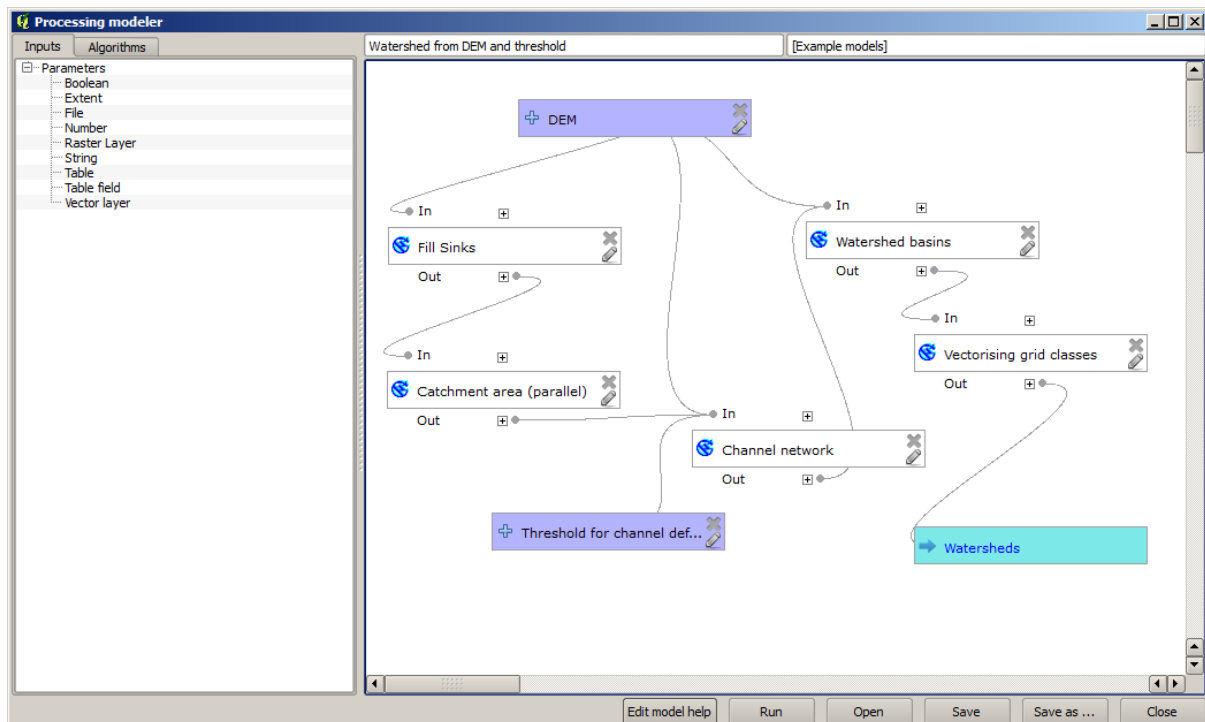 Processing modeler
Inputs
Algorithms
Watershed from DEM and threshold
[Example models]
Parameters
Boolean
Extent
File
Number
Raster Layer
String
Table
Table field
Vector layer
DEM
In
Fill Sinks
Out
In
Watershed basins
Out
In
Vectorising grid classes
Out
In
Catchment area (parallel)
Out
In
Channel network
Out
Threshold for channel def...
Watersheds
Edit model help
Run
Open
Save
Save as ...
Close